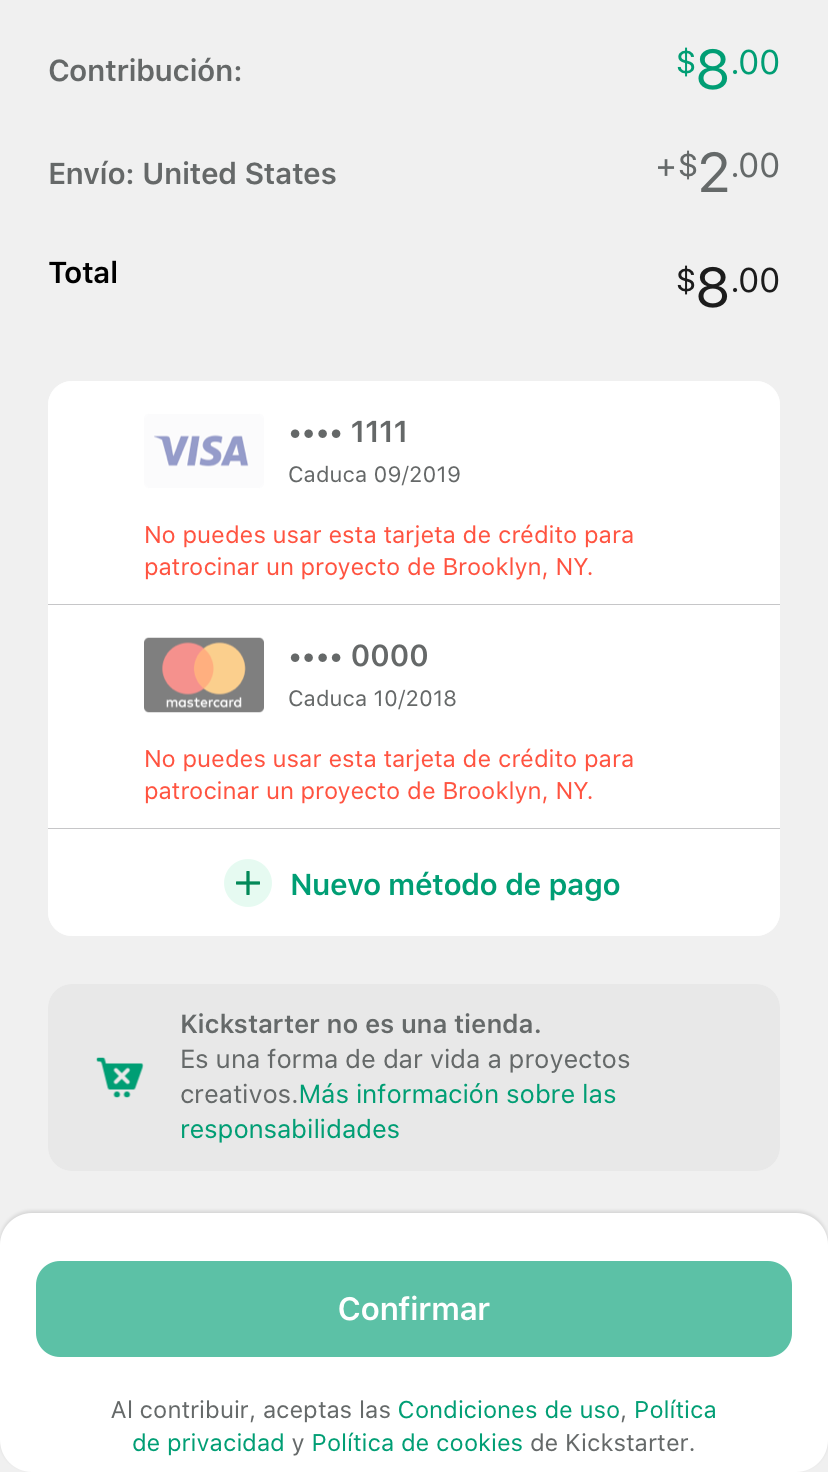 Contribución: $8.00
Envío: United States +$2.00
Total $8.00
VISA •••• 1111
Caduca 09/2019
No puedes usar esta tarjeta de crédito para
patrocinar un proyecto de Brooklyn, NY.
mastercard •••• 0000
Caduca 10/2018
No puedes usar esta tarjeta de crédito para
patrocinar un proyecto de Brooklyn, NY.
+ Nuevo método de pago
Kickstarter no es una tienda.
Es una forma de dar vida a proyectos
creativos.Más información sobre las
responsabilidades
Confirmar
Al contribuir, aceptas las Condiciones de uso, Política
de privacidad y Política de cookies de Kickstarter.